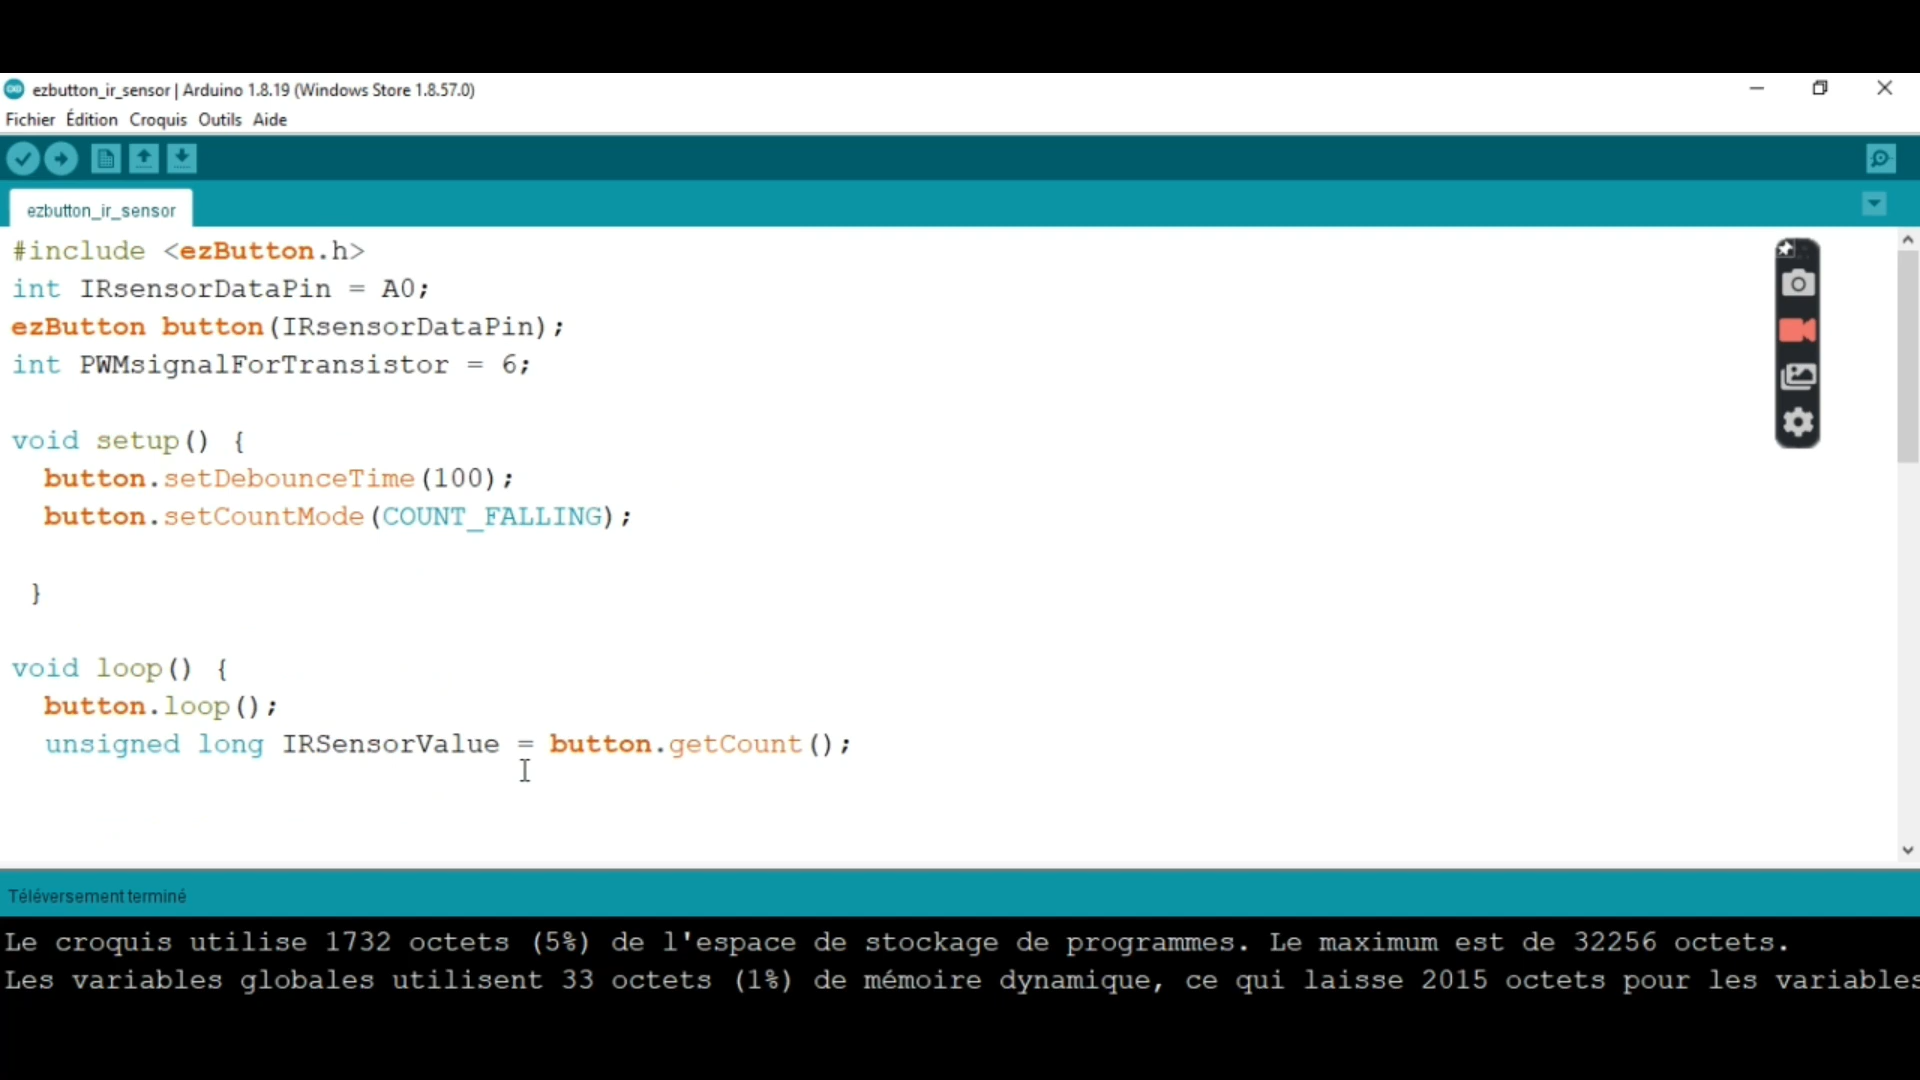 ezbutton_ir_sensor | Arduino 1.8.19 (Windows Store 1.8.57.0)
Fichier Édition Croquis Outils Aide
ezbutton_ir_sensor
#include <ezButton.h>
int IRsensorDataPin = A0;
ezButton button(IRsensorDataPin);
int PWMsignalForTransistor = 6;
void setup() {
button.setDebounceTime(100);
button.setCountMode(COUNT_FALLING);
}
void loop() {
button.loop();
unsigned long IRSensorValue = button.getCount();
Téléversement terminé
Le croquis utilise 1732 octets (5%) de l'espace de stockage de programmes. Le maximum est de 32256 octets.
Les variables globales utilisent 33 octets (1%) de mémoire dynamique, ce qui laisse 2015 octets pour les variables